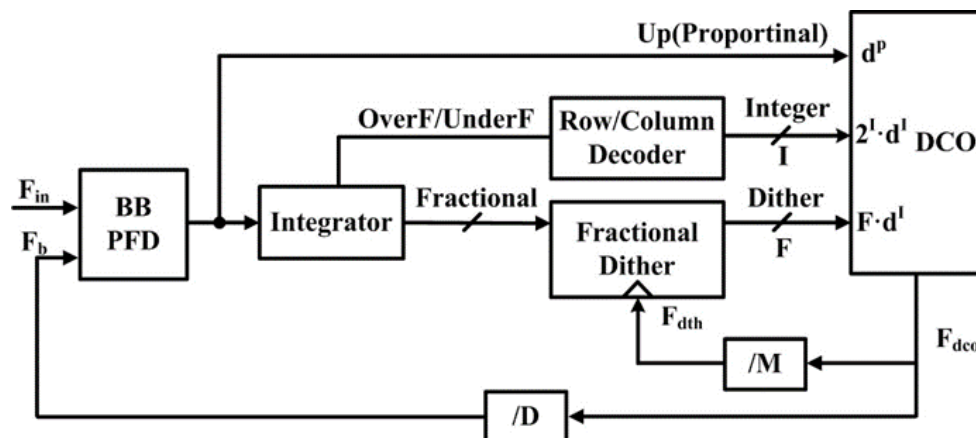 Up(Proportinal)
d^p
OverF/UnderF
Row/Column
Decoder
Integer
I
2^I·d^I
DCO
F_in
BB
PFD
F_b
Integrator
Fractional
Fractional
Dither
Dither
F
F·d^I
F_dth
F_dco
/M
/D